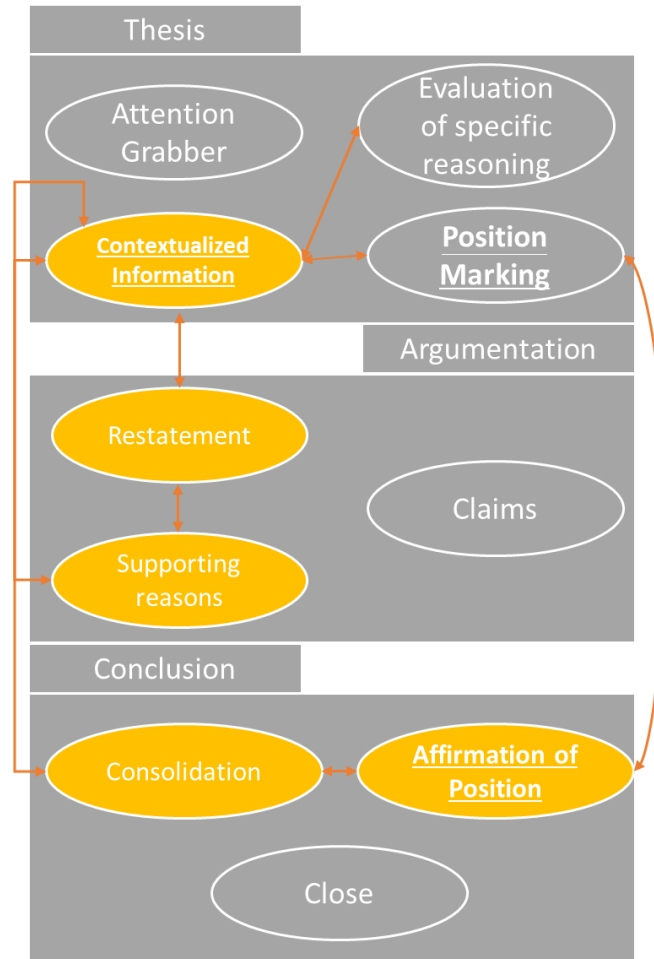 Thesis
Attention
Grabber
Evaluation
of specific
reasoning
Contextualized
Information
Position
Marking
Argumentation
Restatement
Claims
Supporting
reasons
Conclusion
Consolidation
Affirmation of
Position
Close